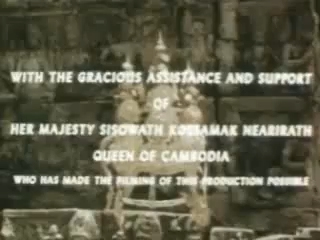 WITH THE GRACIOUS ASSISTANCE AND SUPPORT
OF
HER MAJESTY SISOWATH KOSSAMAK NEARIRATH
QUEEN OF CAMBODIA
WHO HAS MADE THE FILMING OF THIS PRODUCTION POSSIBLE